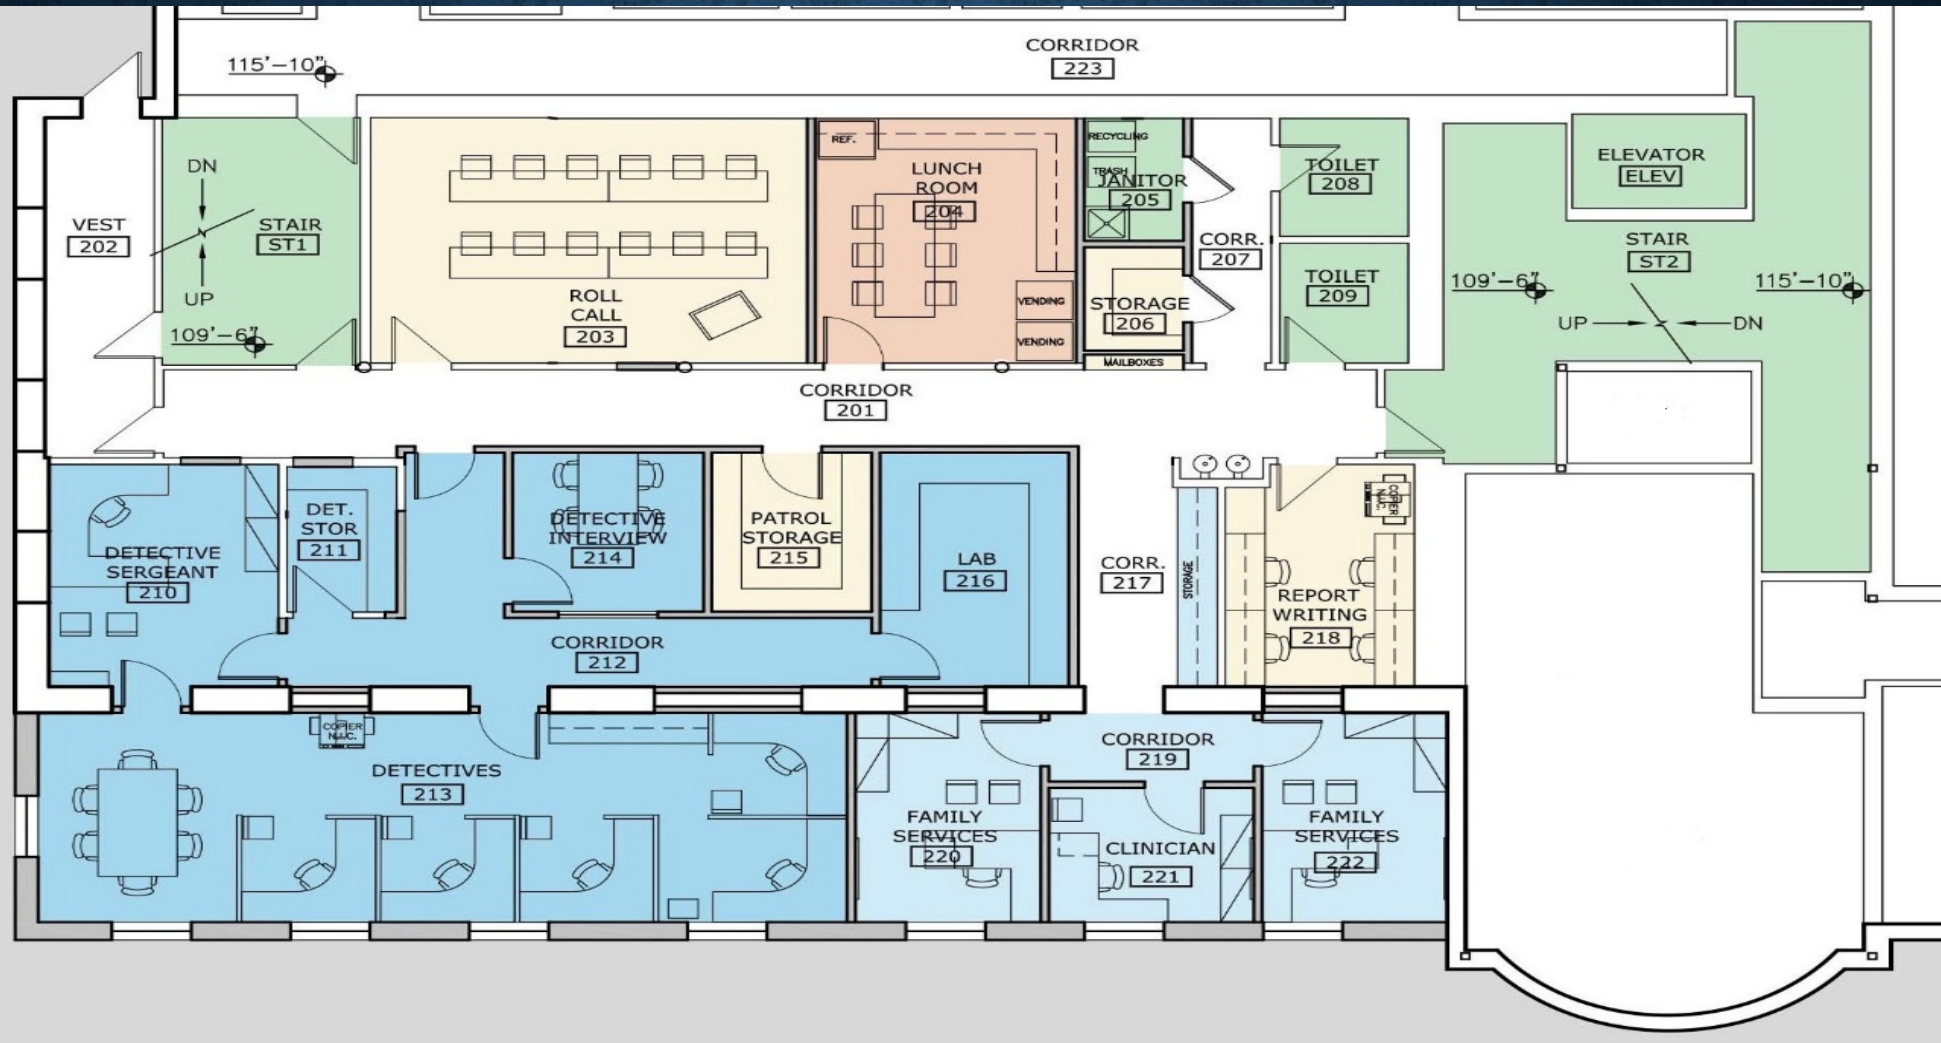 CORRIDOR
223
115'-10"
REF.
RECYCLING
TRASH
JANITOR
205
LUNCH
ROOM
204
TOILET
208
ELEVATOR
ELEV
DN
UP
STAIR
ST1
109'-6"
VEST
202
ROLL
CALL
203
VENDING
VENDING
STORAGE
206
MAILBOXES
CORR.
207
TOILET
209
STAIR
ST2
109'-6"
115'-10"
UP
DN
CORRIDOR
201
DETECTIVE
SERGEANT
210
DET.
STOR
211
DETECTIVE
INTERVIEW
214
PATROL
STORAGE
215
LAB
216
CORR.
217
STORAGE
COPIER
N.I.C.
REPORT
WRITING
218
CORRIDOR
212
COPIER
N.I.C.
DETECTIVES
213
CORRIDOR
219
FAMILY
SERVICES
220
CLINICIAN
221
FAMILY
SERVICES
222